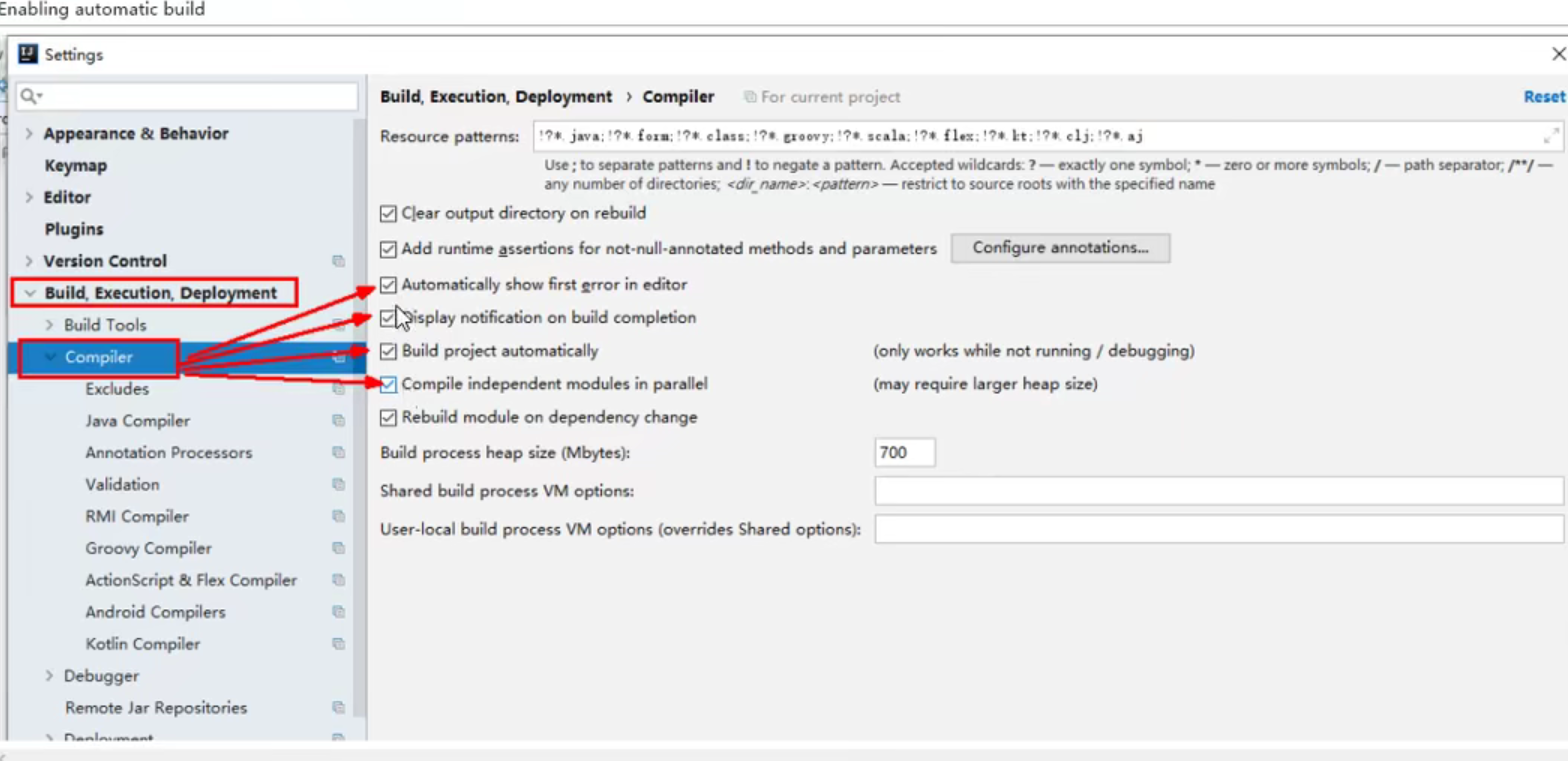 Enabling automatic build
Settings
Build, Execution, Deployment › Compiler For current project Reset
Appearance & Behavior
Keymap
Editor
Plugins
Version Control
Build, Execution, Deployment
Build Tools
Compiler
Excludes
Java Compiler
Annotation Processors
Validation
RMI Compiler
Groovy Compiler
ActionScript & Flex Compiler
Android Compilers
Kotlin Compiler
Debugger
Remote Jar Repositories
Deployment
Resource patterns: !?*.java;!?*.form;!?*.class;!?*.groovy;!?*.scala;!?*.flex;!?*.kt;!?*.clj;!?*.aj
Use ; to separate patterns and ! to negate a pattern. Accepted wildcards: ? — exactly one symbol; * — zero or more symbols; / — path separator; /**/ —
any number of directories; <dir_name>:<pattern> — restrict to source roots with the specified name
Clear output directory on rebuild
Add runtime assertions for not-null-annotated methods and parameters Configure annotations...
Automatically show first error in editor
Display notification on build completion
Build project automatically (only works while not running / debugging)
Compile independent modules in parallel (may require larger heap size)
Rebuild module on dependency change
Build process heap size (Mbytes): 700
Shared build process VM options:
User-local build process VM options (overrides Shared options):